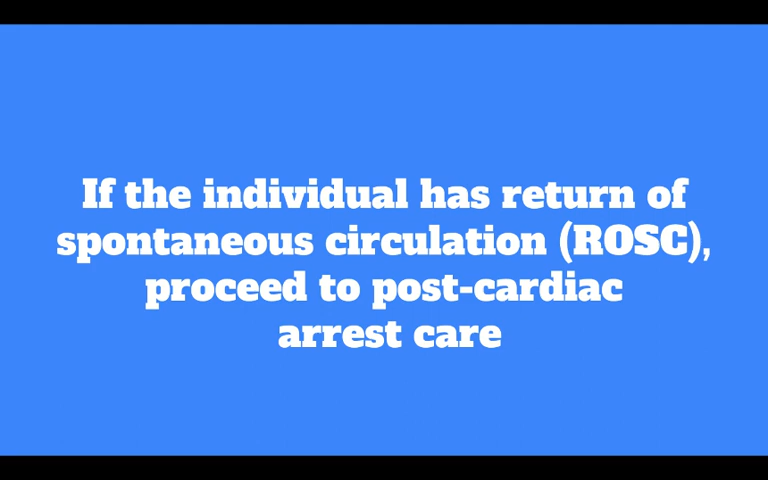 If the individual has return of
spontaneous circulation (ROSC),
proceed to post-cardiac
arrest care